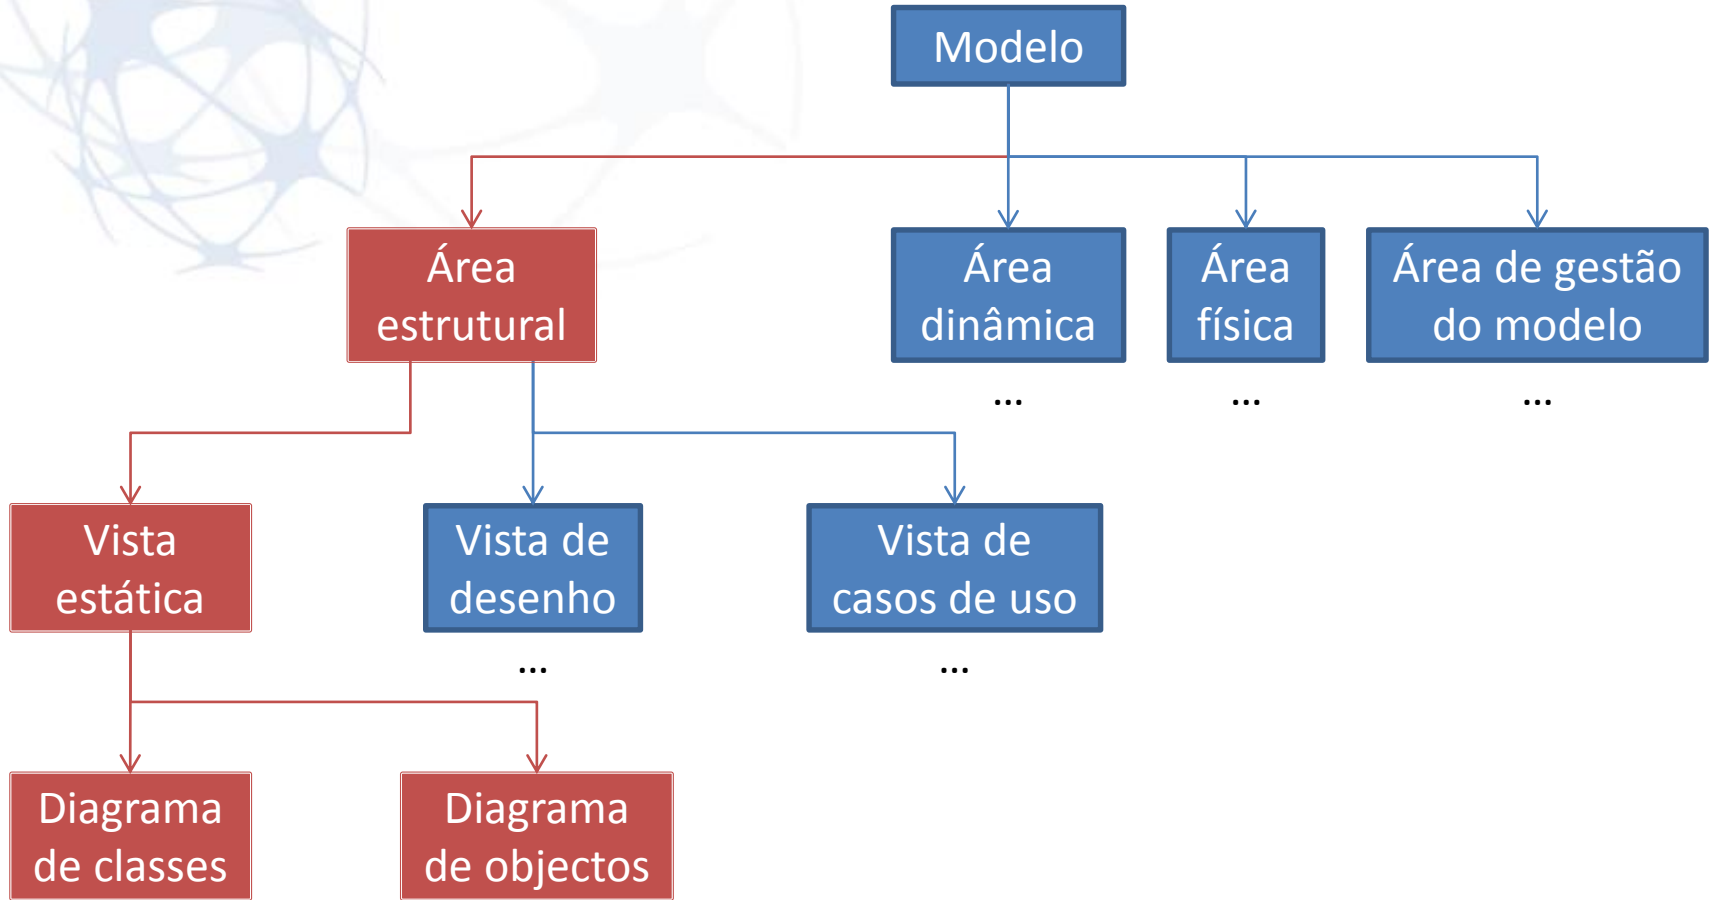 Modelo
Área
estrutural
Área
dinâmica
...
Área
física
...
Área de gestão
do modelo
...
Vista
estática
Vista de
desenho
...
Vista de
casos de uso
...
Diagrama
de classes
Diagrama
de objectos